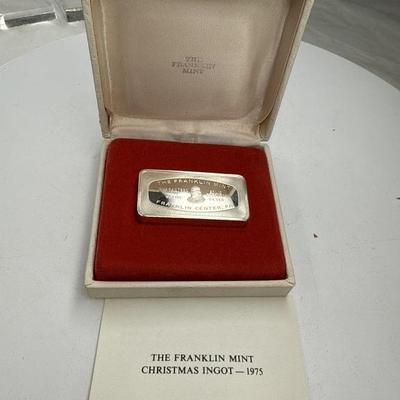 THE
FRANKLIN
MINT
THE FRANKLIN MINT
FRANKLIN CENTER, PA
THE FRANKLIN MINT
CHRISTMAS INGOT — 1975